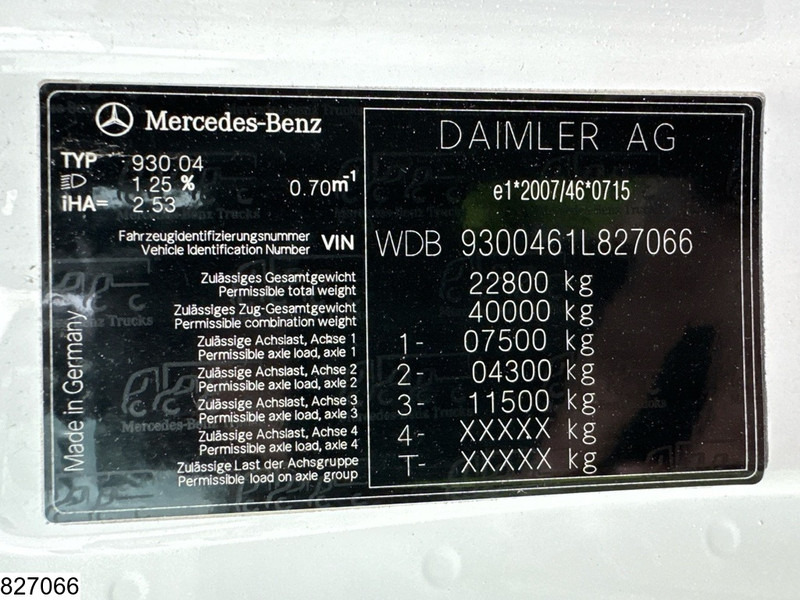 Mercedes-Benz
TYP 930.04
1.25 % 0.70m-1
iHA= 2.53
Fahrzeugidentifizierungsnummer
Vehicle Identification Number VIN
Zulässiges Gesamtgewicht
Permissible total weight
Zulässiges Zug-Gesamtgewicht
Permissible combination weight
Zulässige Achslast, Achse 1
Permissible axle load, axle 1
Zulässige Achslast, Achse 2
Permissible axle load, axle 2
Zulässige Achslast, Achse 3
Permissible axle load, axle 3
Zulässige Achslast, Achse 4
Permissible axle load, axle 4
Zulässige Last der Achsgruppe
Permissible load on axle group
Made in Germany
DAIMLER AG
e1*2007/46*0715
WDB 9300461L827066
22800 kg
40000 kg
1- 07500 kg
2- 04300 kg
3- 11500 kg
4- XXXXX kg
T- XXXXX kg
827066